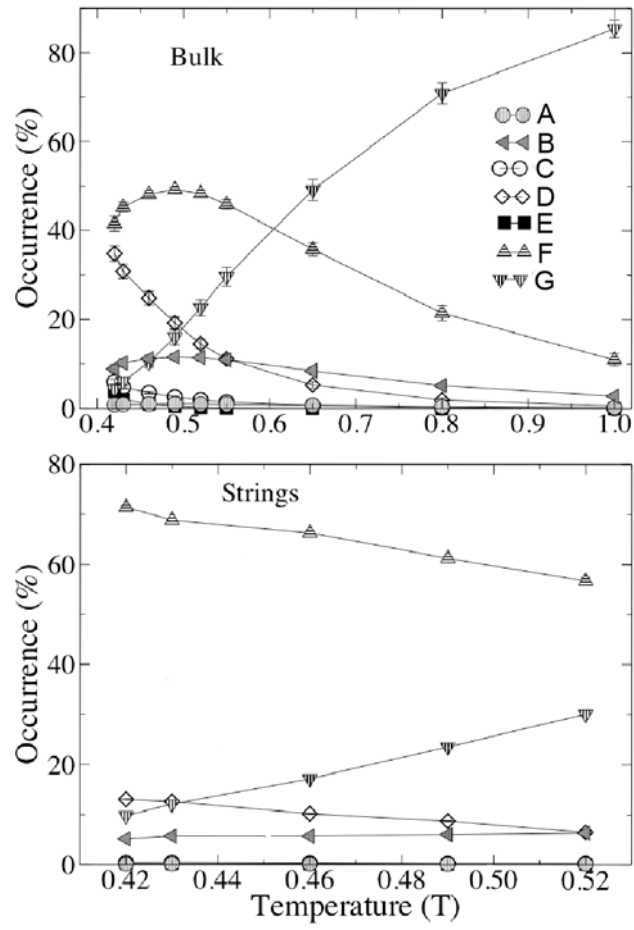 Bulk
80
60
40
20
0
Occurrence (%)
A
B
C
D
E
F
G
0.4 0.5 0.6 0.7 0.8 0.9 1.0
Strings
80
60
40
20
0
Occurrence (%)
0.42 0.44 0.46 0.48 0.50 0.52
Temperature (T)